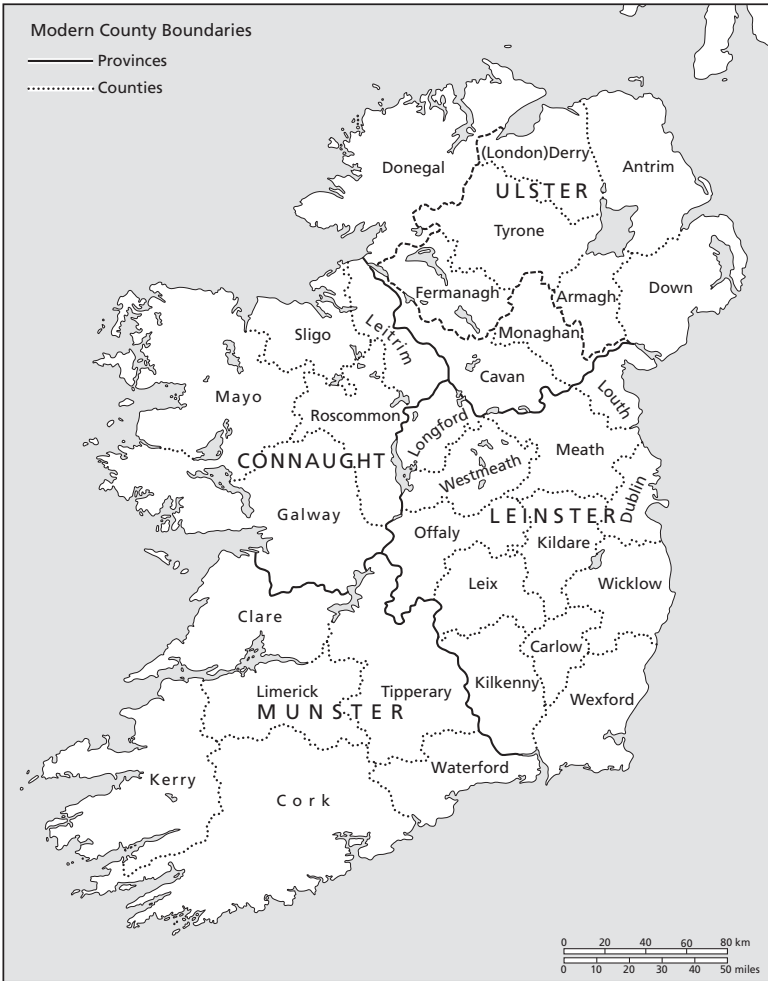 Modern County Boundaries
Provinces
Counties
Donegal
(London)Derry
Antrim
ULSTER
Tyrone
Fermanagh
Armagh
Down
Monaghan
Cavan
Sligo
Leitrim
Mayo
Roscommon
CONNAUGHT
Galway
Longford
Louth
Meath
Westmeath
Dublin
LEINSTER
Offaly
Kildare
Leix
Wicklow
Carlow
Kilkenny
Wexford
Clare
Limerick
Tipperary
MUNSTER
Waterford
Kerry
Cork
0 20 40 60 80 km
0 10 20 30 40 50 miles